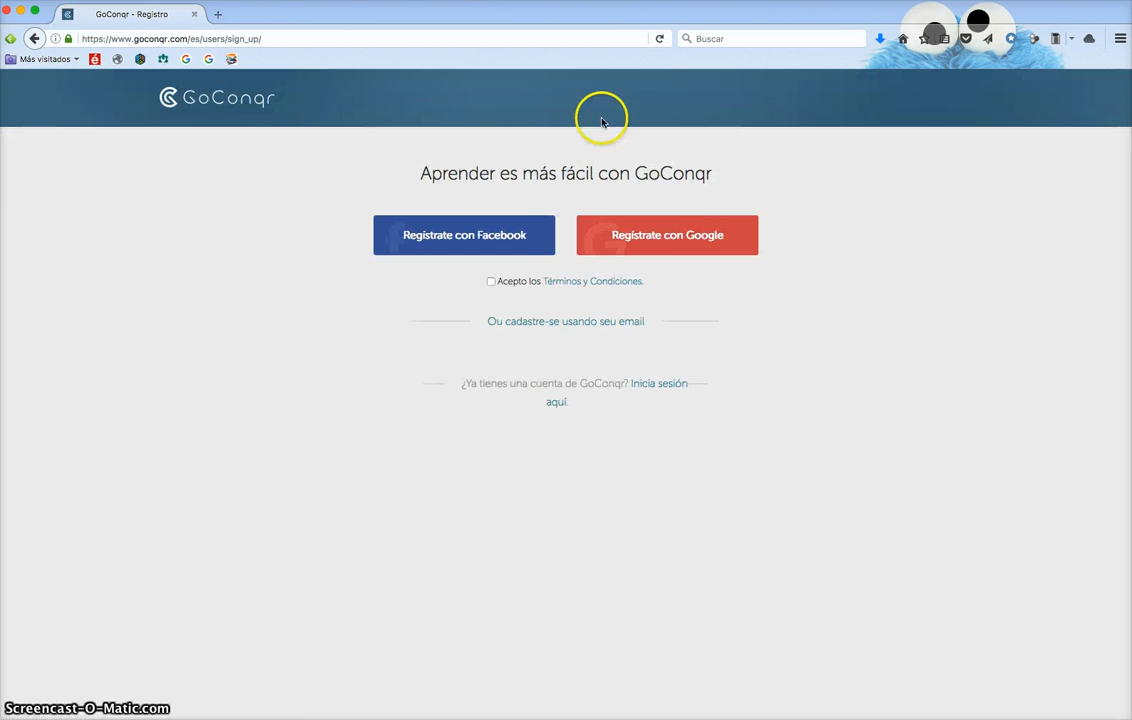 GoConqr - Registro
https://www.goconqr.com/es/users/sign_up/
Buscar
Más visitados
GoConqr
Aprender es más fácil con GoConqr
Regístrate con Facebook
Regístrate con Google
Acepto los Términos y Condiciones.
Ou cadastre-se usando seu email
¿Ya tienes una cuenta de GoConqr? Inicia sesión
aquí.
Screencast-O-Matic.com